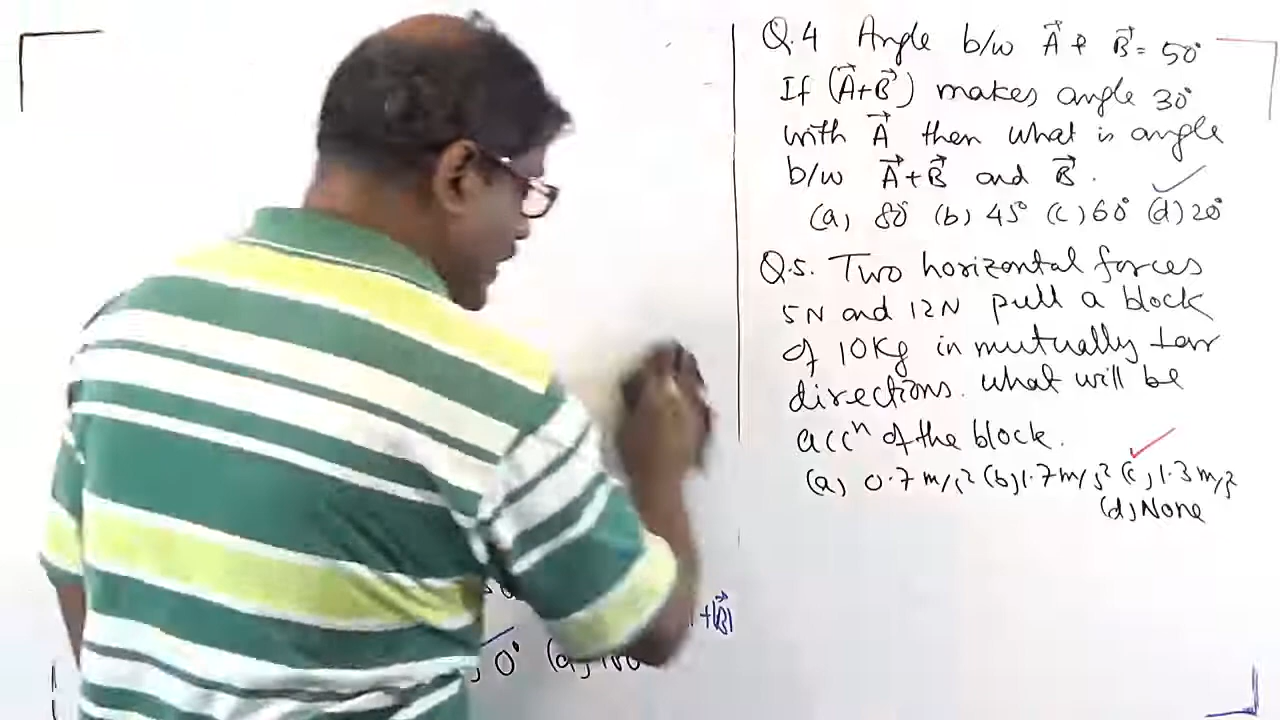 Q.4 Angle b/w A⃗ & B⃗ = 50°
If (A⃗+B⃗) makes angle 30°
with A⃗ then what is angle
b/w A⃗+B⃗ and B⃗.
(a) 80° (b) 45° (c) 60° (d) 20°
Q.5. Two horizontal forces
5N and 12N pull a block
of 10Kg in mutually ⊥ar
directions. what will be
accⁿ of the block.
(a) 0.7 m/s² (b) 1.7 m/s² (c) 1.3 m/s²
(d) None
+|B⃗|
0° (d)